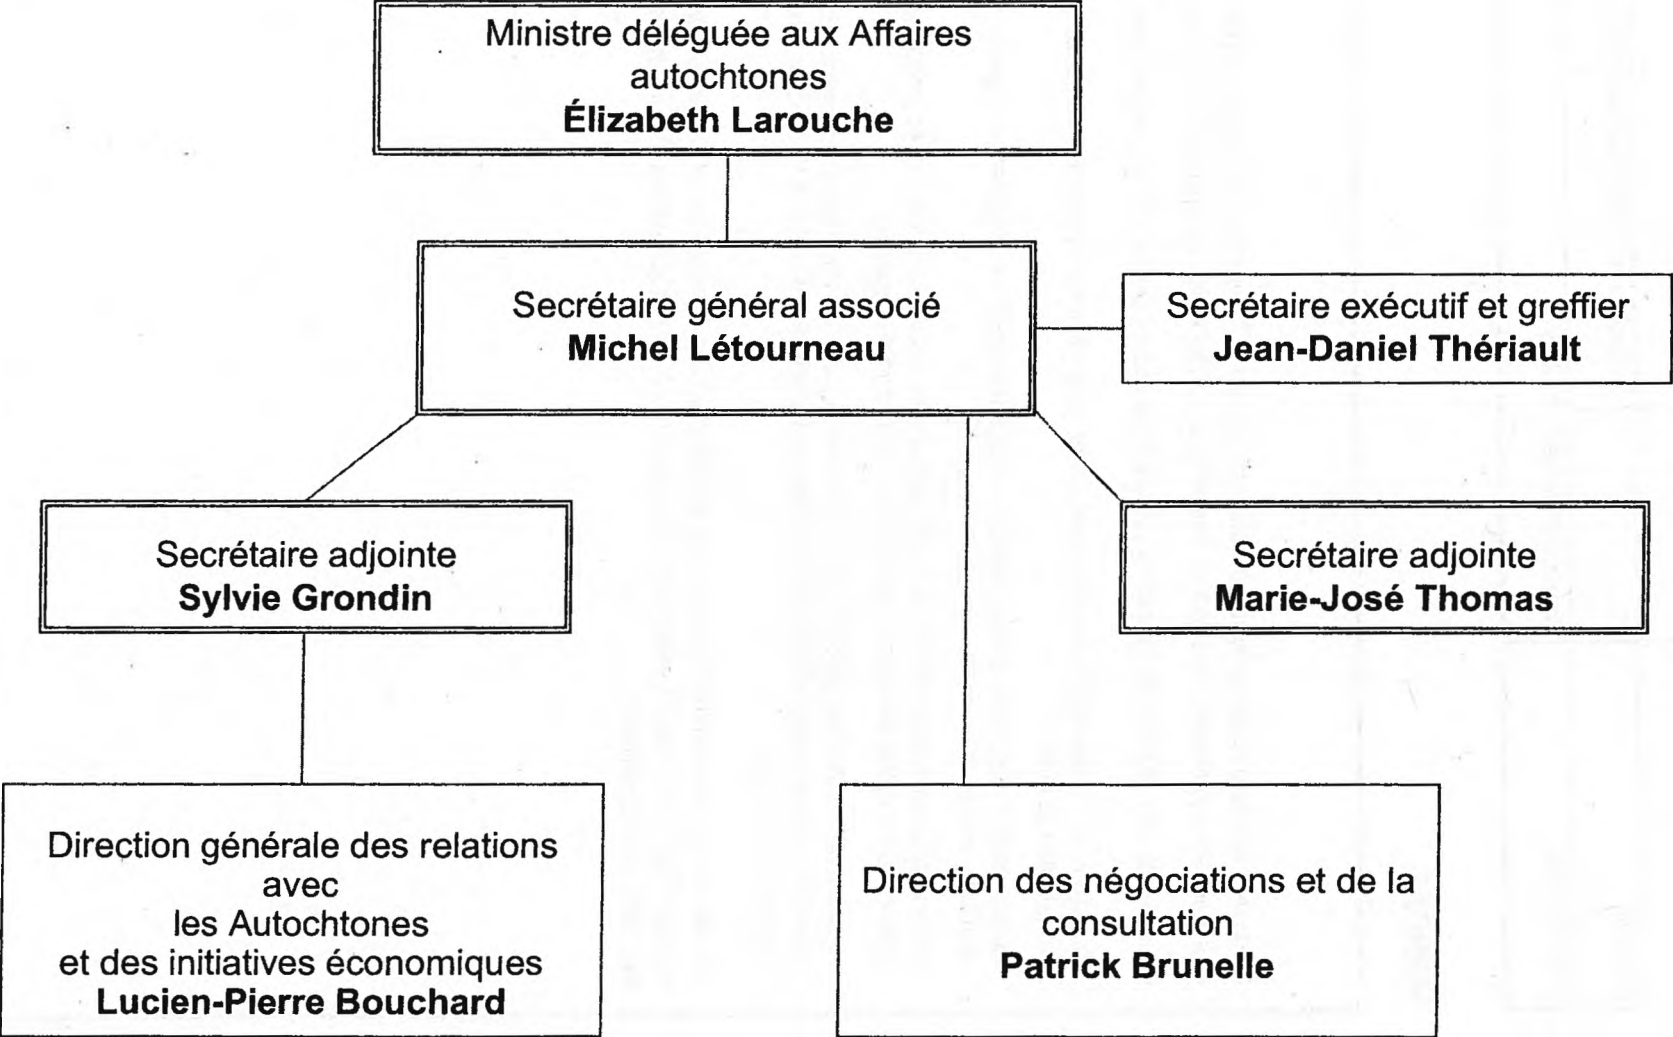 Ministre déléguée aux Affaires
autochtones
Élizabeth Larouche
Secrétaire général associé
Michel Létourneau
Secrétaire exécutif et greffier
Jean-Daniel Thériault
Secrétaire adjointe
Sylvie Grondin
Secrétaire adjointe
Marie-José Thomas
Direction générale des relations
avec
les Autochtones
et des initiatives économiques
Lucien-Pierre Bouchard
Direction des négociations et de la
consultation
Patrick Brunelle